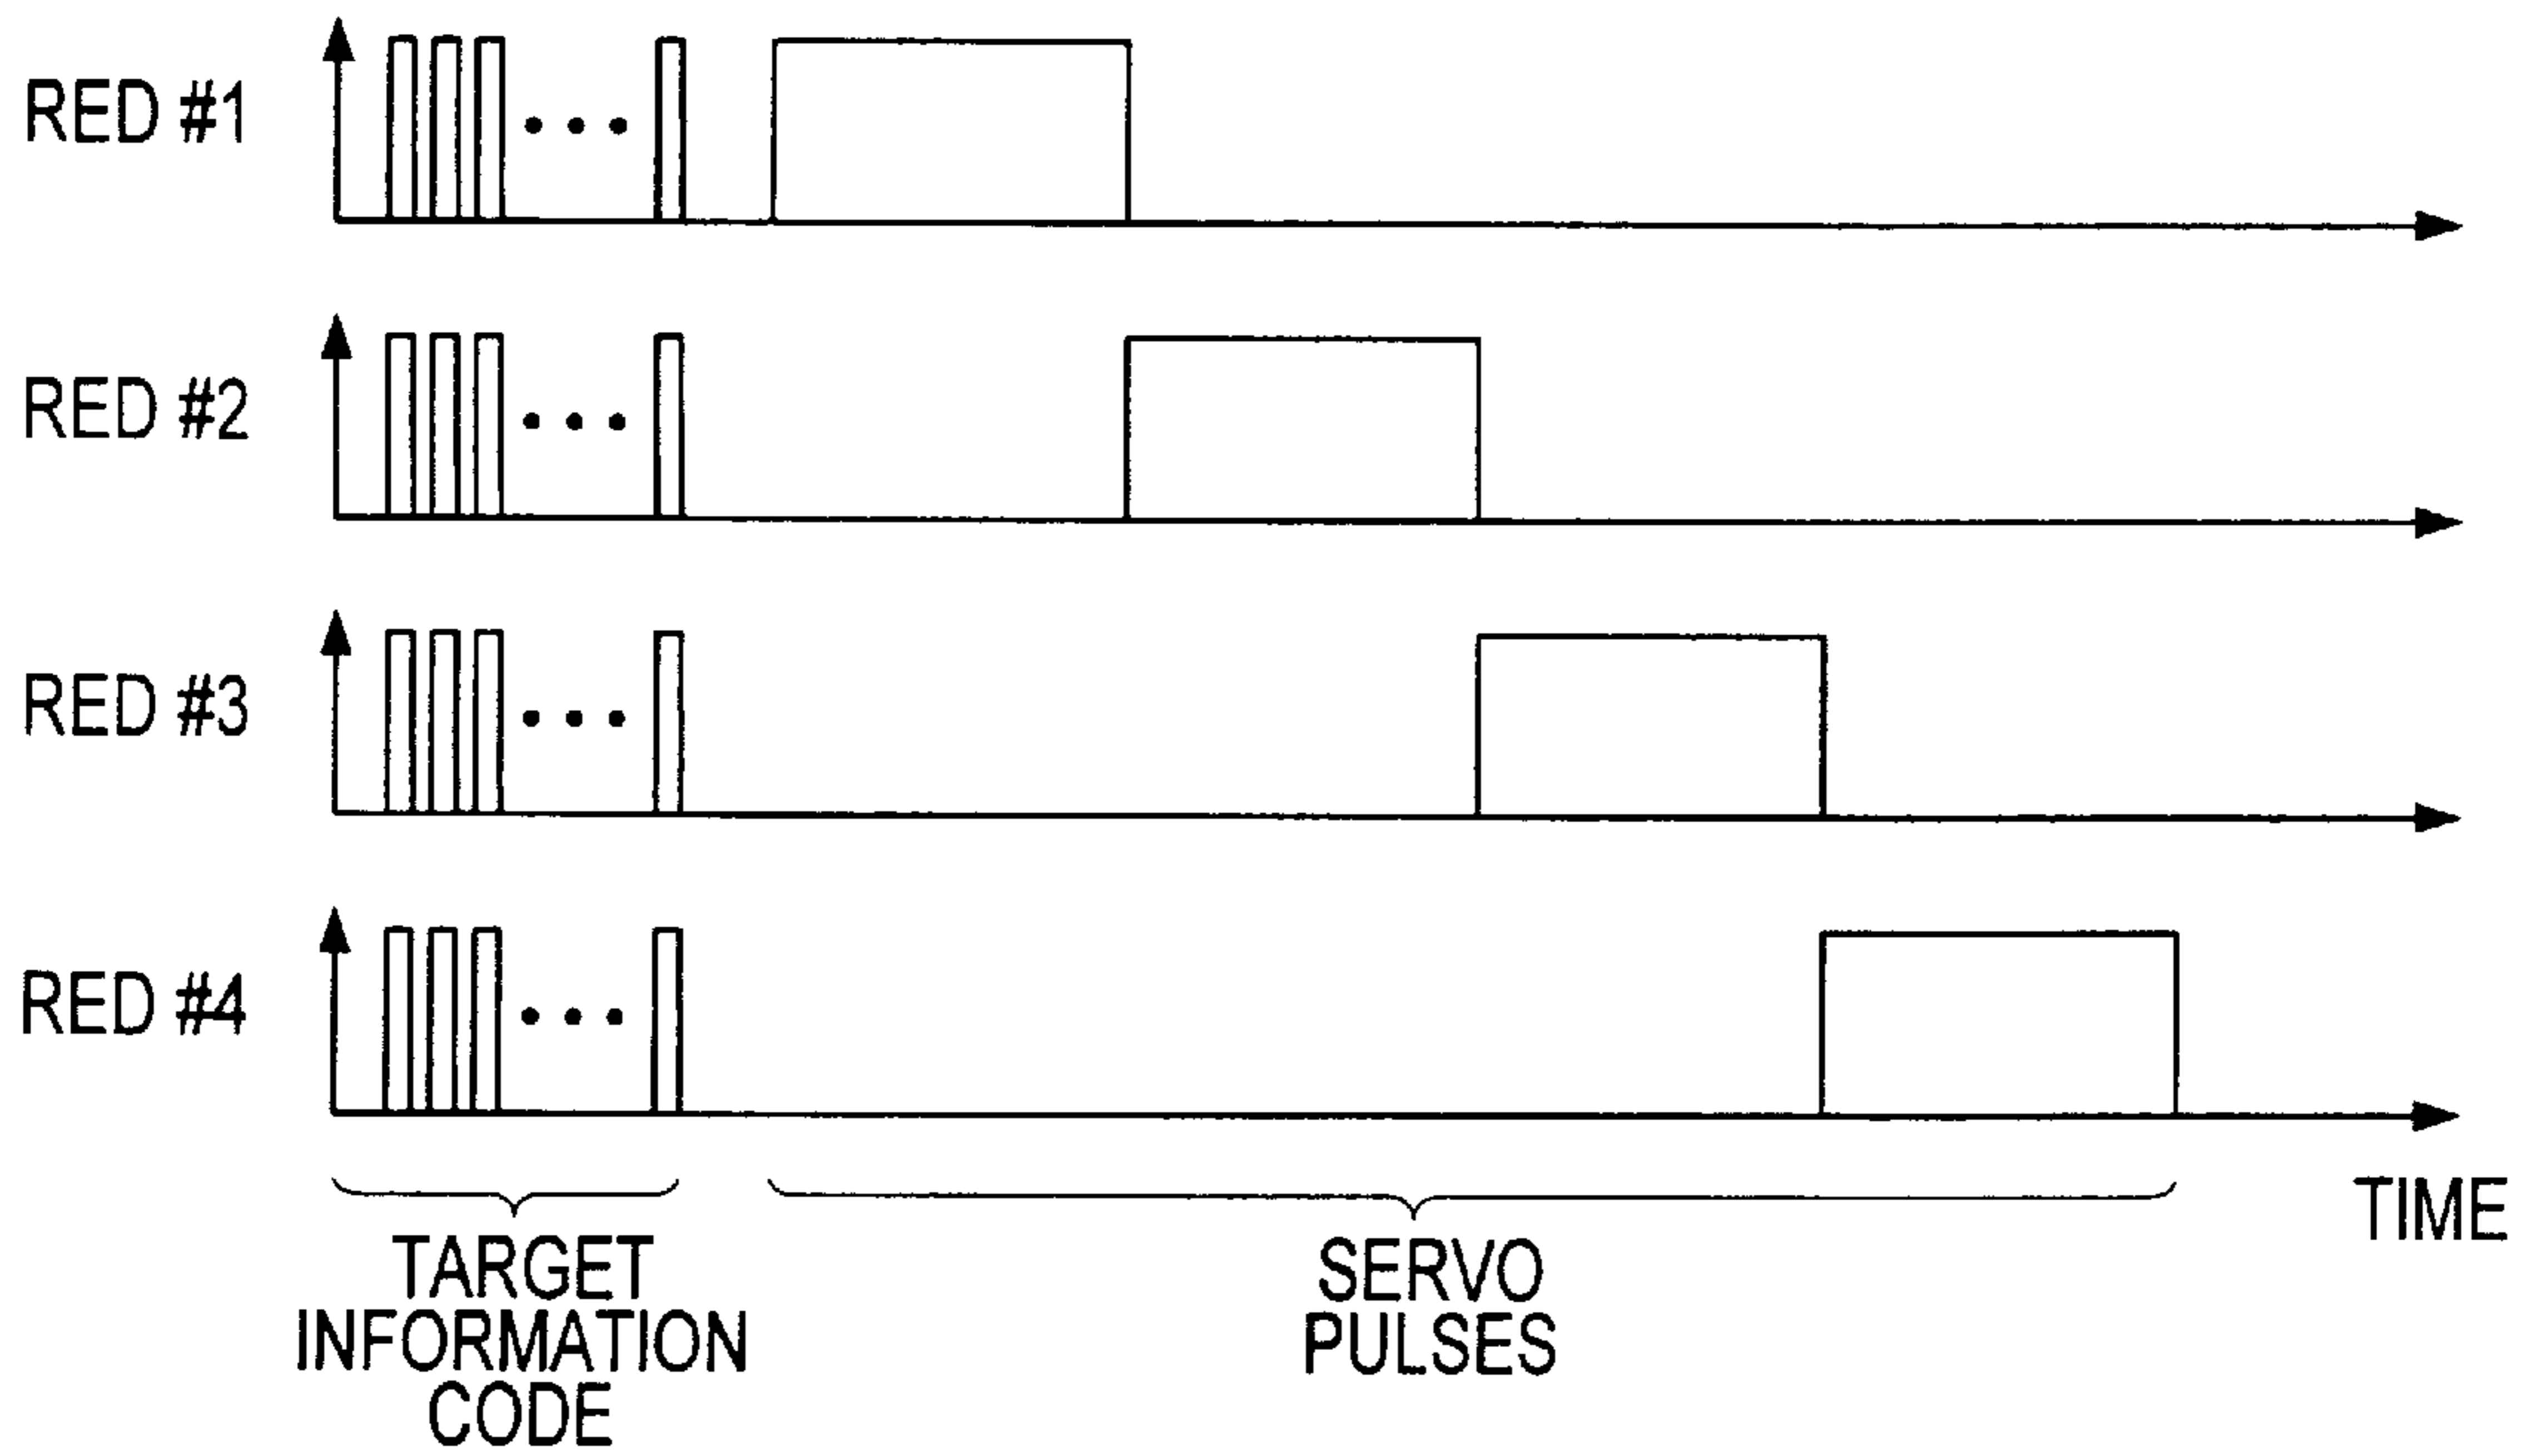 RED #1
RED #2
RED #3
RED #4
TIME
TARGET
INFORMATION
CODE
SERVO
PULSES